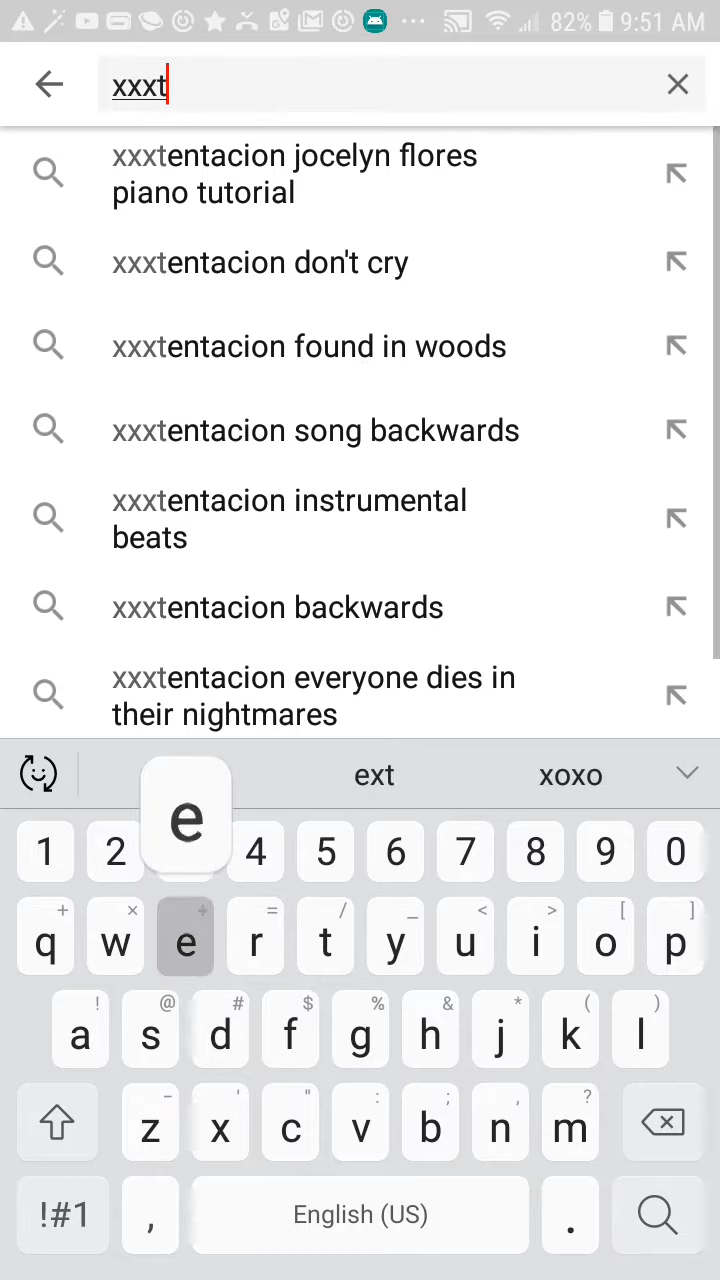 82% 9:51 AM
xxxt
xxxtentacion jocelyn flores
piano tutorial
xxxtentacion don't cry
xxxtentacion found in woods
xxxtentacion song backwards
xxxtentacion instrumental
beats
xxxtentacion backwards
xxxtentacion everyone dies in
their nightmares
ext xoxo
e
1 2 4 5 6 7 8 9 0
+ × ÷ = / _ < > [ ]
q w e r t y u i o p
! @ # $ % & * ( )
a s d f g h j k l
- ' " : ; , ?
z x c v b n m
!#1 , English (US) .